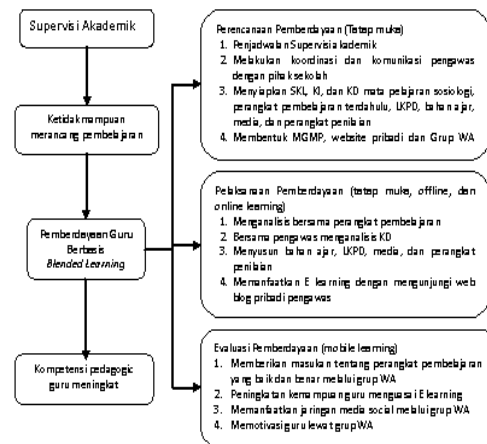 Supervisi Akademik
Ketidak mampuan
merancang pembelajaran
Pemberdayaan Guru
Berbasis
Blended Learning
Kompetensi pedagogic
guru meningkat
Perencanaan Pemberdayaan (Tatap muka)
1. Penjadwalan Supervisi akademik
2. Melakukan koordinasi dan komunikasi pengawas
dengan pihak sekolah
3. Menyiapkan SKL, KI, dan KD mata pelajaran sosiologi,
perangkat pembelajaran terdahulu, LKPD, bahan ajar,
media, dan perangkat penilaian
4. Membentuk MGMP, website pribadi dan Grup WA
Pelaksanaan Pemberdayaan (tatap muka, offline, dan
online learning)
1. Menganalisis bersama perangkat pembelajaran
2. Bersama pengawas menganalisis KD
3. Menyusun bahan ajar, LKPD, media, dan perangkat
penilaian
4. Memanfaatkan E learning dengan mengunjungi web
blog pribadi pengawas
Evaluasi Pemberdayaan (mobile learning)
1. Memberikan masukan tentang perangkat pembelajaran
yang baik dan benar melalui grup WA
2. Peningkatan kemampuan guru menguasai E learning
3. Memanfaatkan jaringan media social melalui grup WA
4. Memotivasi guru lewat grup WA